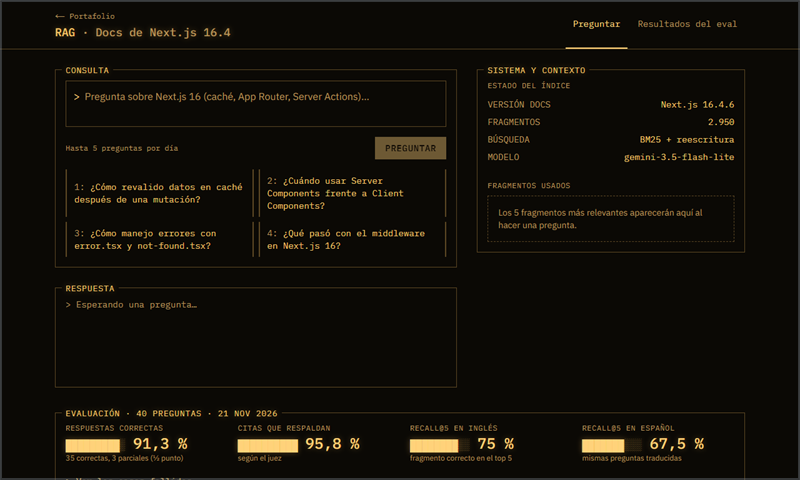 ← Portafolio
RAG · Docs de Next.js 16.4
Preguntar
Resultados del eval
CONSULTA
> Pregunta sobre Next.js 16 (caché, App Router, Server Actions)…
Hasta 5 preguntas por día
PREGUNTAR
1: ¿Cómo revalido datos en caché
después de una mutación?
2: ¿Cuándo usar Server
Components frente a Client
Components?
3: ¿Cómo manejo errores con
error.tsx y not-found.tsx?
4: ¿Qué pasó con el middleware
en Next.js 16?
RESPUESTA
> Esperando una pregunta…
SISTEMA Y CONTEXTO
ESTADO DEL ÍNDICE
VERSIÓN DOCS Next.js 16.4.6
FRAGMENTOS 2.950
BÚSQUEDA BM25 + reescritura
MODELO gemini-3.5-flash-lite
FRAGMENTOS USADOS
Los 5 fragmentos más relevantes aparecerán aquí al
hacer una pregunta.
EVALUACIÓN · 40 PREGUNTAS · 21 NOV 2026
RESPUESTAS CORRECTAS
91,3 %
35 correctas, 3 parciales (½ punto)
CITAS QUE RESPALDAN
95,8 %
según el juez
RECALL@5 EN INGLÉS
75 %
fragmento correcto en el top 5
RECALL@5 EN ESPAÑOL
67,5 %
mismas preguntas traducidas